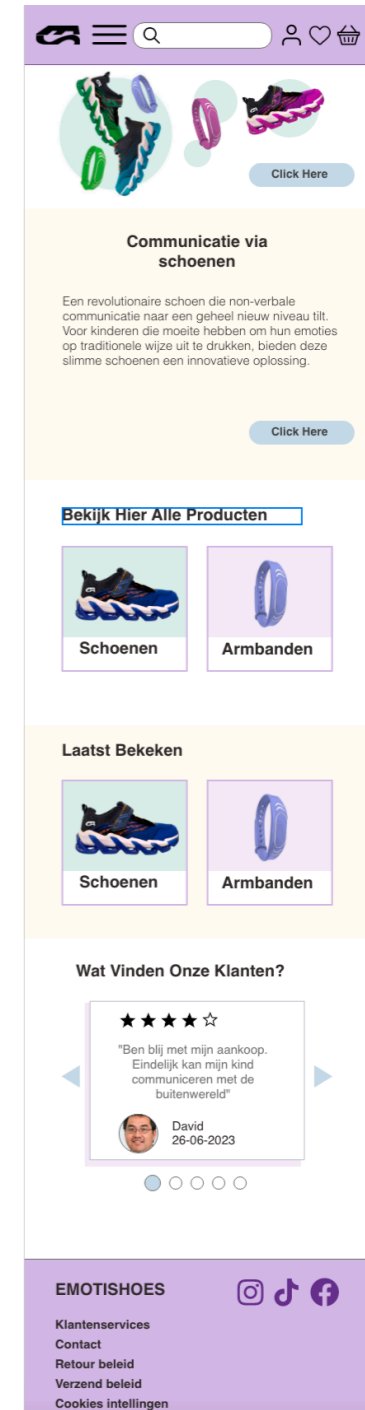 Click Here
Communicatie via
schoenen
Een revolutionaire schoen die non-verbale
communicatie naar een geheel nieuw niveau tilt.
Voor kinderen die moeite hebben om hun emoties
op traditionele wijze uit te drukken, bieden deze
slimme schoenen een innovatieve oplossing.
Click Here
Bekijk Hier Alle Producten
Schoenen
Armbanden
Laatst Bekeken
Schoenen
Armbanden
Wat Vinden Onze Klanten?
"Ben blij met mijn aankoop.
Eindelijk kan mijn kind
communiceren met de
buitenwereld"
David
26-06-2023
EMOTISHOES
Klantenservices
Contact
Retour beleid
Verzend beleid
Cookies intellingen